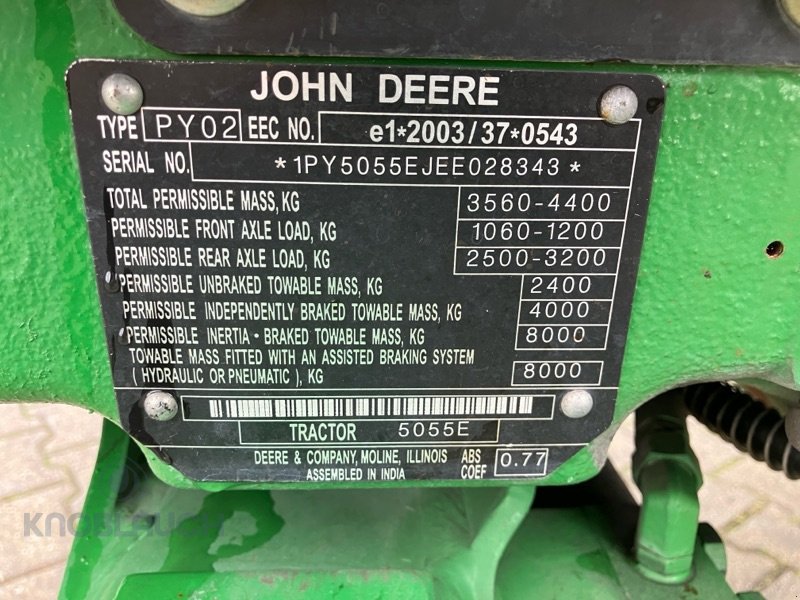 JOHN DEERE
TYPE PY02 EEC NO. e1*2003/37*0543
SERIAL NO. *1PY5055EJEE028343*
TOTAL PERMISSIBLE MASS, KG 3560-4400
PERMISSIBLE FRONT AXLE LOAD, KG 1060-1200
PERMISSIBLE REAR AXLE LOAD, KG 2500-3200
PERMISSIBLE UNBRAKED TOWABLE MASS, KG 2400
PERMISSIBLE INDEPENDENTLY BRAKED TOWABLE MASS, KG 4000
PERMISSIBLE INERTIA • BRAKED TOWABLE MASS, KG 8000
TOWABLE MASS FITTED WITH AN ASSISTED BRAKING SYSTEM
( HYDRAULIC OR PNEUMATIC ), KG 8000
TRACTOR 5055E
DEERE & COMPANY, MOLINE, ILLINOIS ABS
ASSEMBLED IN INDIA COEF 0.77